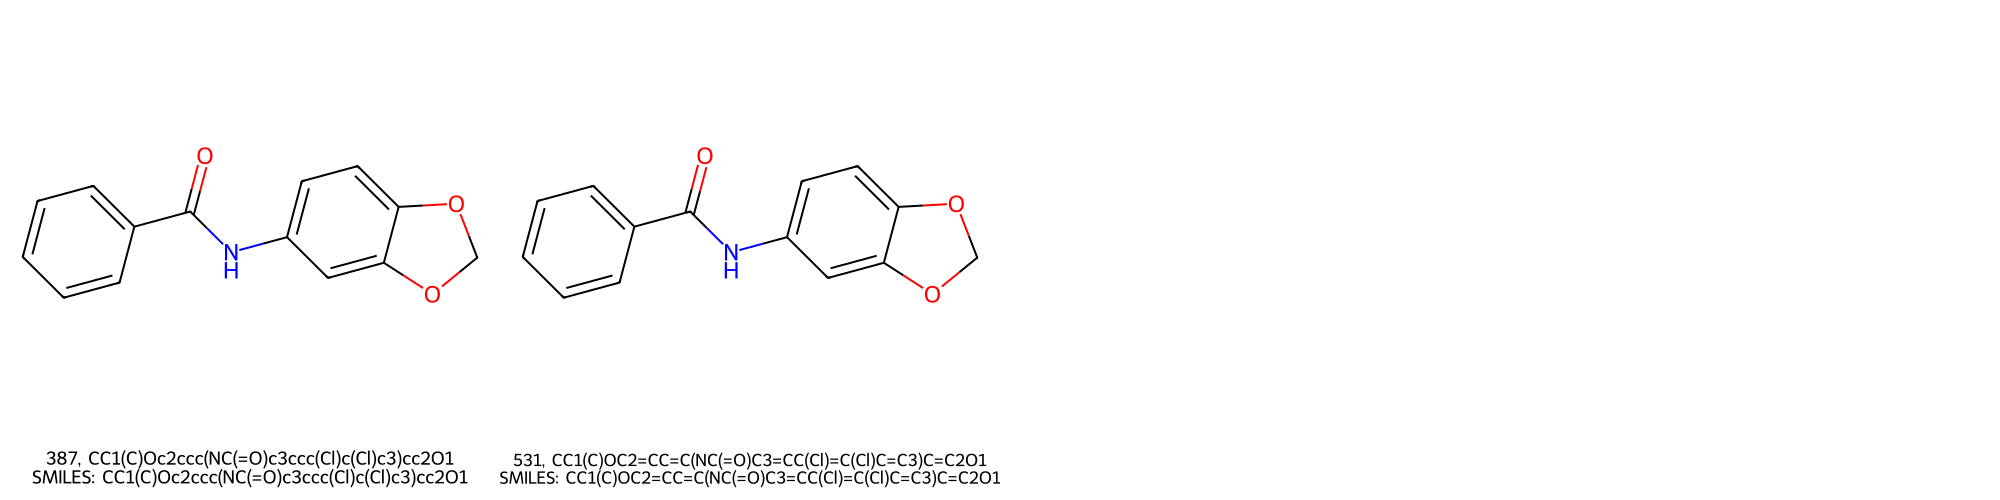 O
O
N
H
O
O
O
N
H
O
387, CC1(C)Oc2ccc(NC(=O)c3ccc(Cl)c(Cl)c3)cc2O1
SMILES: CC1(C)Oc2ccc(NC(=O)c3ccc(Cl)c(Cl)c3)cc2O1
531, CC1(C)OC2=CC=C(NC(=O)C3=CC(Cl)=C(Cl)C=C3)C=C2O1
SMILES: CC1(C)OC2=CC=C(NC(=O)C3=CC(Cl)=C(Cl)C=C3)C=C2O1